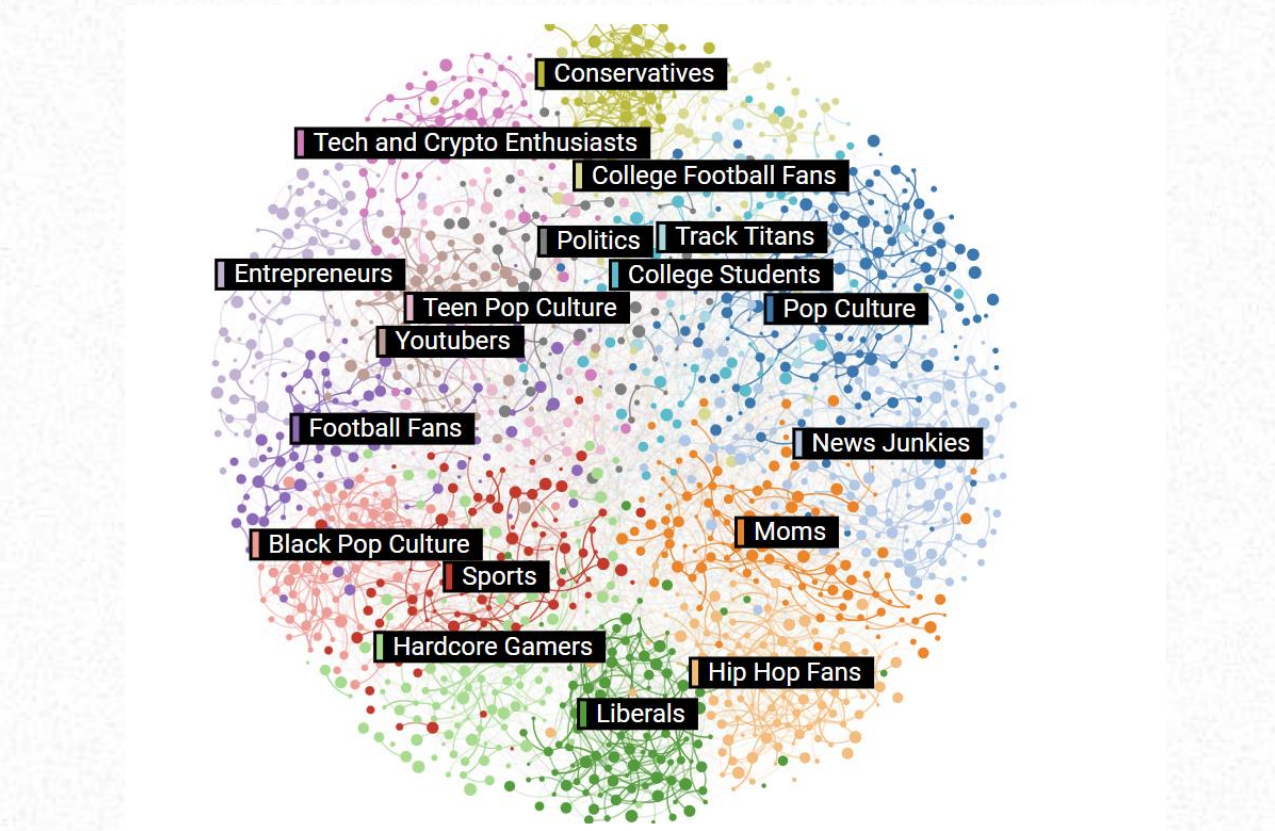 Conservatives
Tech and Crypto Enthusiasts
College Football Fans
Politics
Track Titans
Entrepreneurs
College Students
Teen Pop Culture
Pop Culture
Youtubers
Football Fans
News Junkies
Moms
Black Pop Culture
Sports
Hardcore Gamers
Hip Hop Fans
Liberals